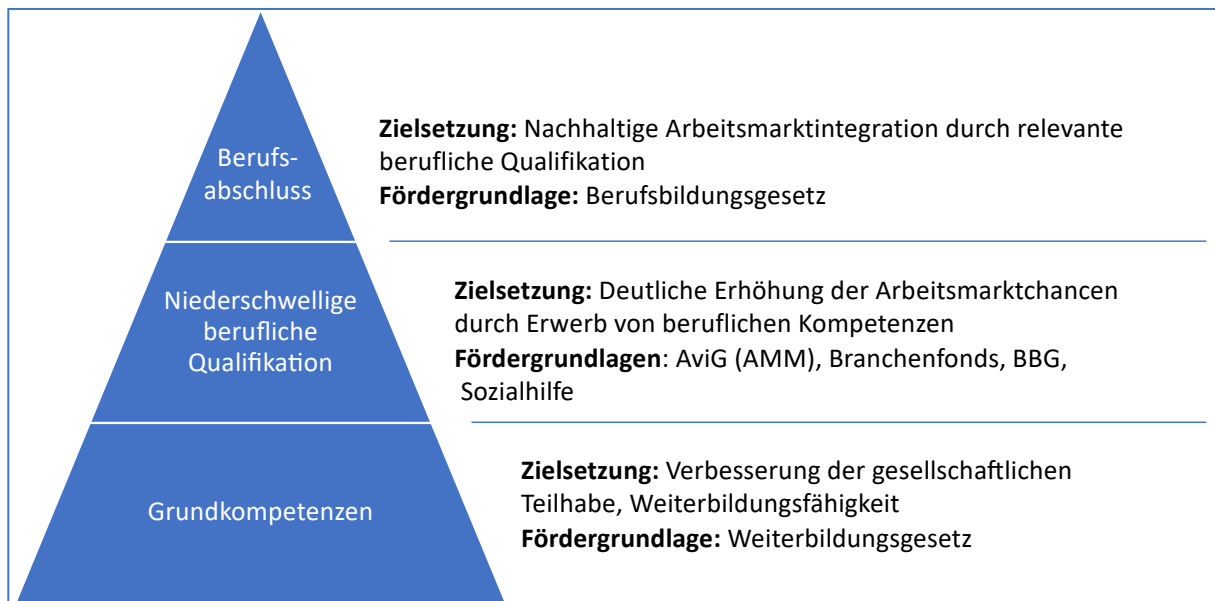 Berufs-
abschluss
Zielsetzung: Nachhaltige Arbeitsmarktintegration durch relevante
berufliche Qualifikation
Fördergrundlage: Berufsbildungsgesetz
Niederschwellige
berufliche
Qualifikation
Zielsetzung: Deutliche Erhöhung der Arbeitsmarktchancen
durch Erwerb von beruflichen Kompetenzen
Fördergrundlagen: AviG (AMM), Branchenfonds, BBG,
Sozialhilfe
Grundkompetenzen
Zielsetzung: Verbesserung der gesellschaftlichen
Teilhabe, Weiterbildungsfähigkeit
Fördergrundlage: Weiterbildungsgesetz